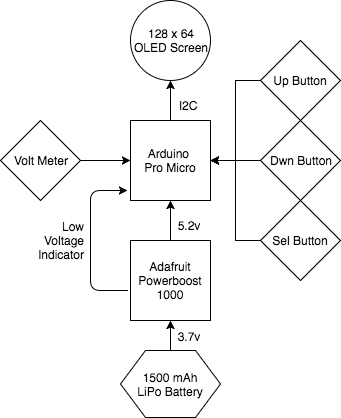 128 x 64
OLED Screen
Up Button
I2C
Volt Meter
Arduino
Pro Micro
Dwn Button
Low
Voltage
Indicator
5.2v
Sel Button
Adafruit
Powerboost
1000
3.7v
1500 mAh
LiPo Battery